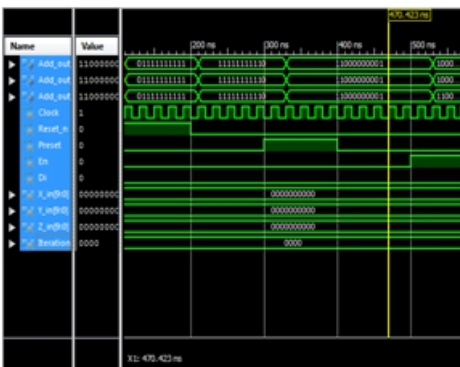 470.423 ns
Name Value 200 ns 300 ns 400 ns 500 ns
Add_out 11000000 01111111111 11111111110 11000000001 1000...
Add_out 11000000 01111111111 11111111110 11000000001 1000...
Add_out 11000000 01111111111 11111111110 11000000001 1100...
Clock 1
Reset_n 0
Preset 0
En 0
Di 0
X_in[9:0] 00000000 0000000000
Y_in[9:0] 00000000 0000000000
Z_in[9:0] 00000000 0000000000
Iteration 0000 0000
X1: 470.423 ns